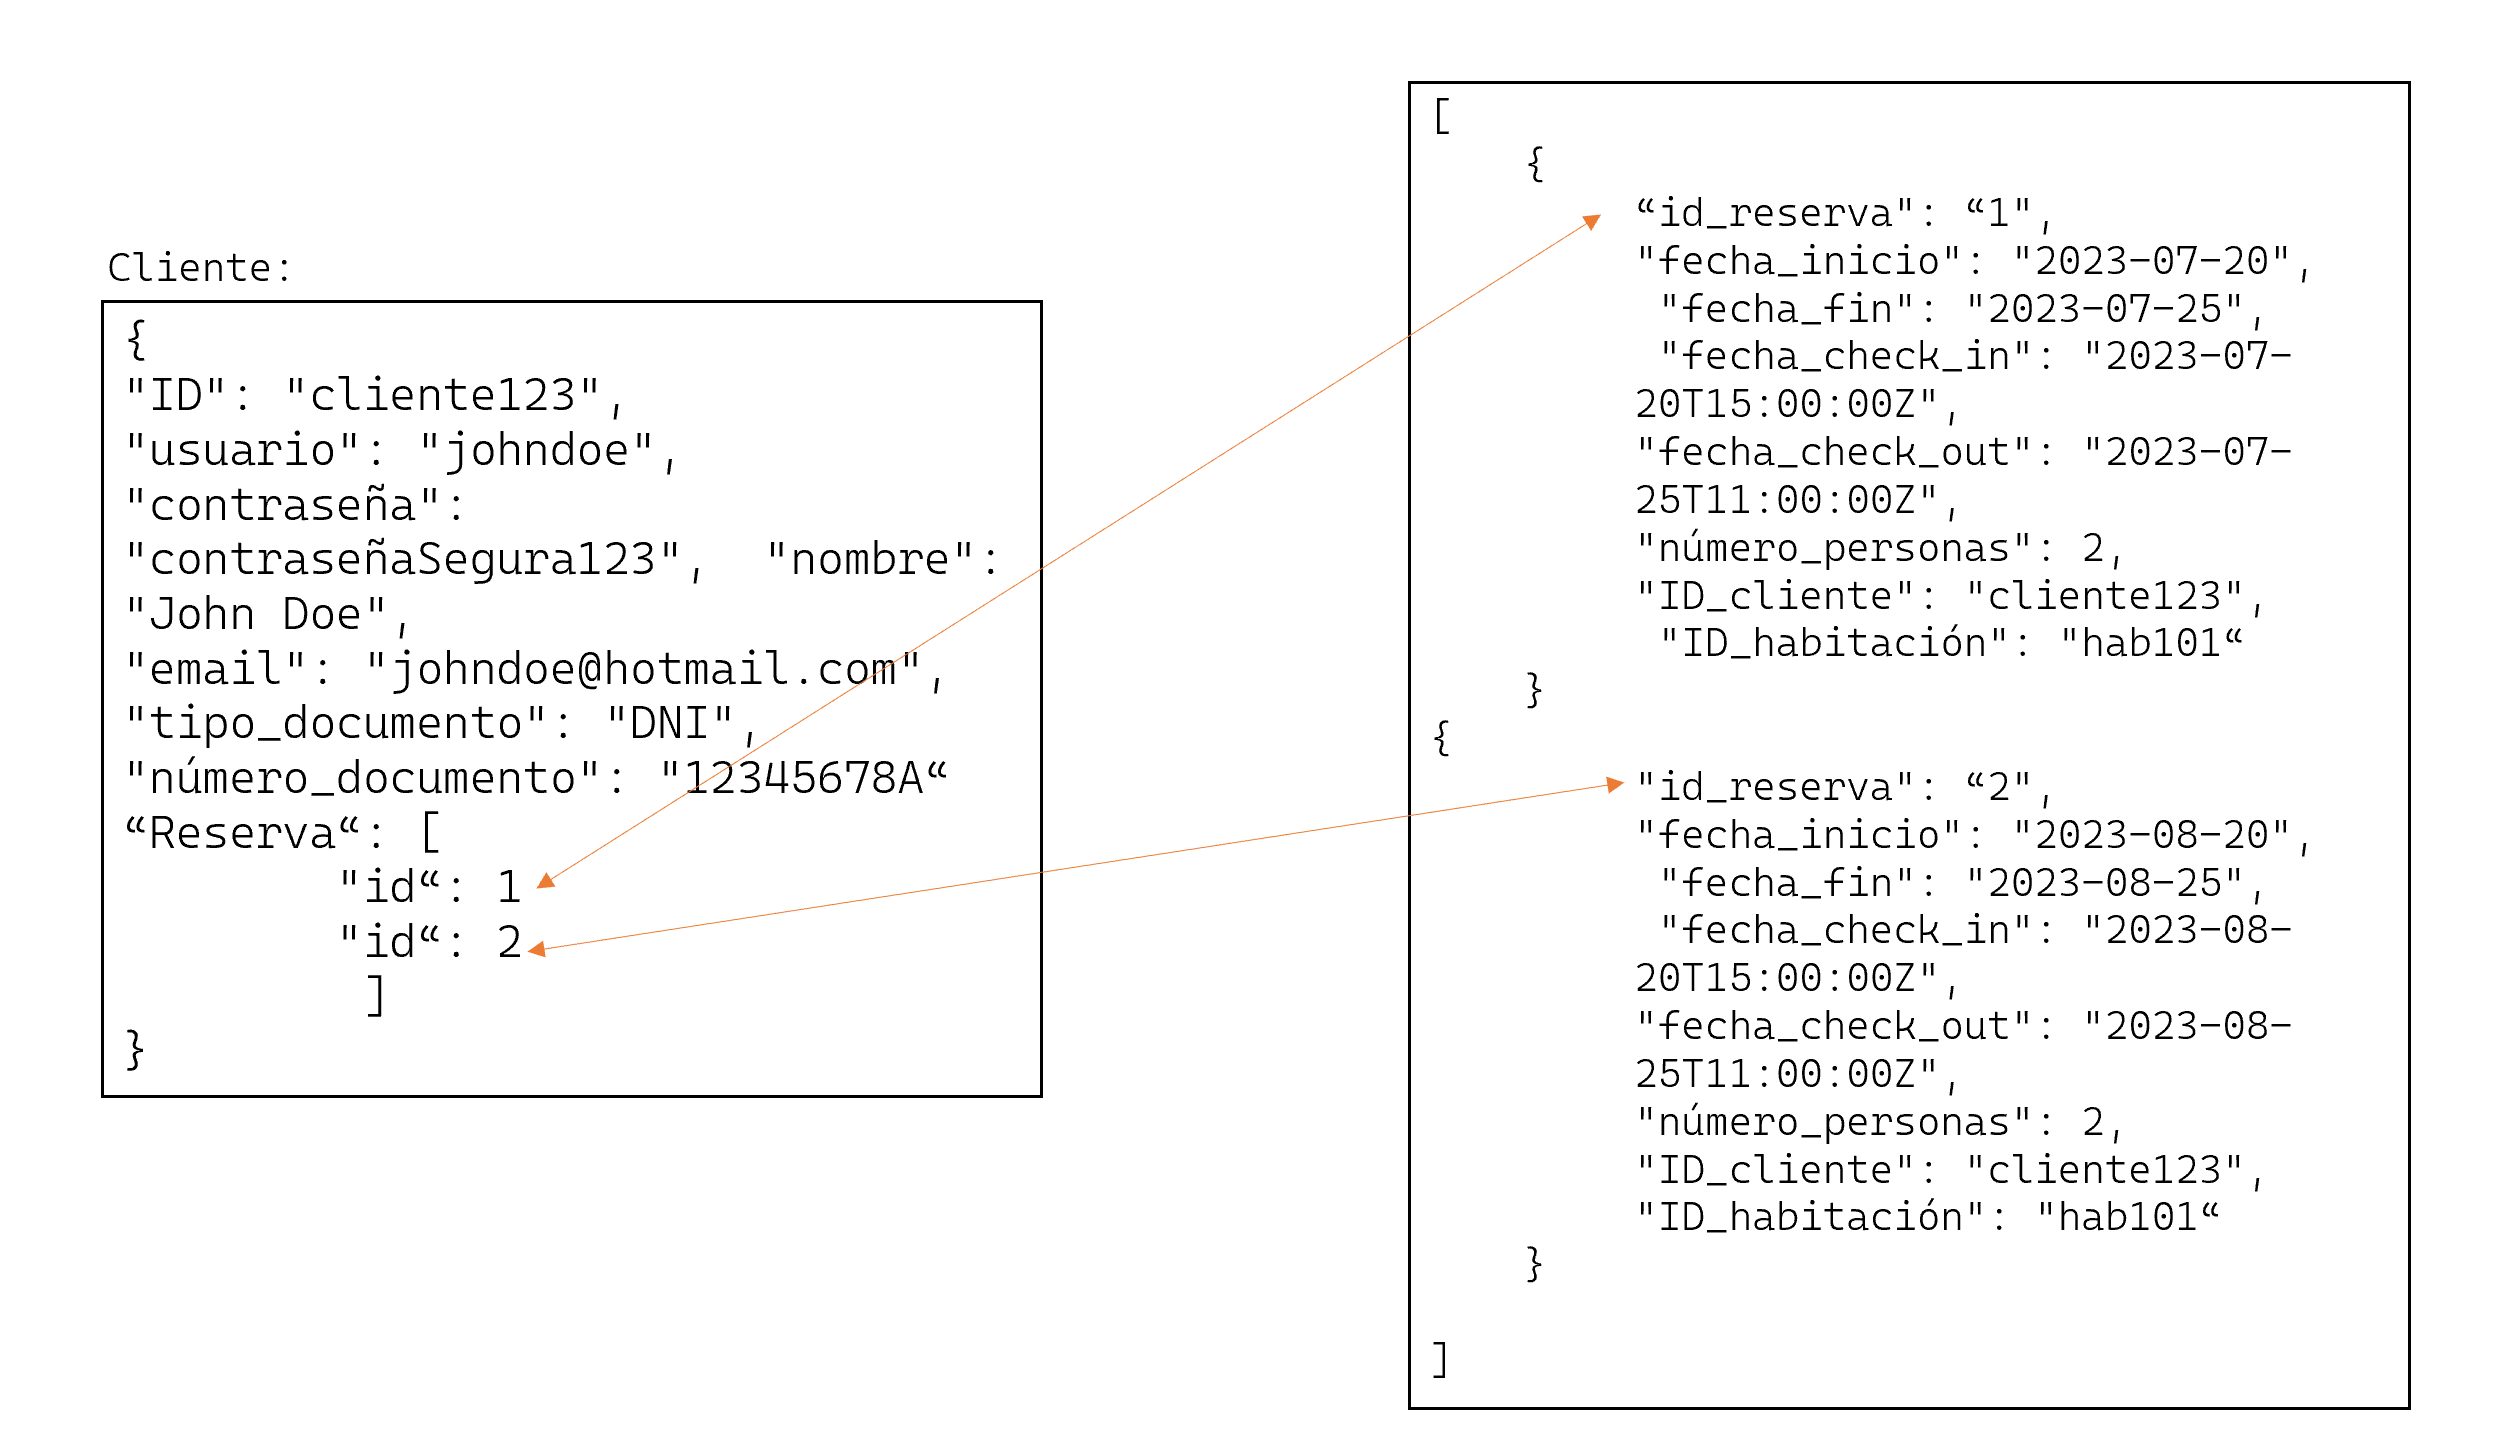 Cliente:
{
"ID": "cliente123",
"usuario": "johndoe",
"contraseña":
"contraseñaSegura123",  "nombre":
"John Doe",
"email": "johndoe@hotmail.com",
"tipo_documento": "DNI",
"número_documento": "12345678A“
“Reserva“: [
"id“: 1
"id“: 2
]
}
[
{
“id_reserva": “1",
"fecha_inicio": "2023-07-20",
"fecha_fin": "2023-07-25",
"fecha_check_in": "2023-07-
20T15:00:00Z",
"fecha_check_out": "2023-07-
25T11:00:00Z",
"número_personas": 2,
"ID_cliente": "cliente123",
"ID_habitación": "hab101“
}
{
"id_reserva": “2",
"fecha_inicio": "2023-08-20",
"fecha_fin": "2023-08-25",
"fecha_check_in": "2023-08-
20T15:00:00Z",
"fecha_check_out": "2023-08-
25T11:00:00Z",
"número_personas": 2,
"ID_cliente": "cliente123",
"ID_habitación": "hab101“
}
]